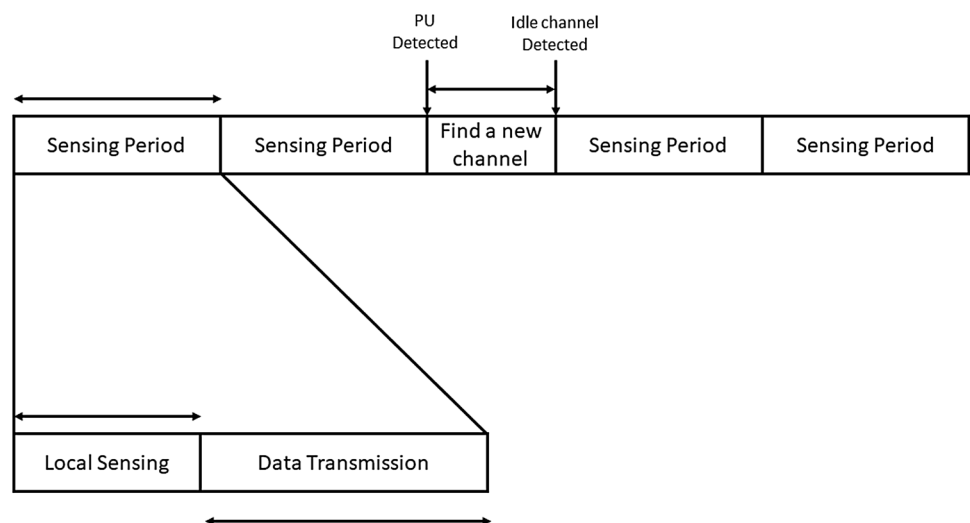 PU
Detected
Idle channel
Detected
Sensing Period
Sensing Period
Find a new
channel
Sensing Period
Sensing Period
Local Sensing
Data Transmission